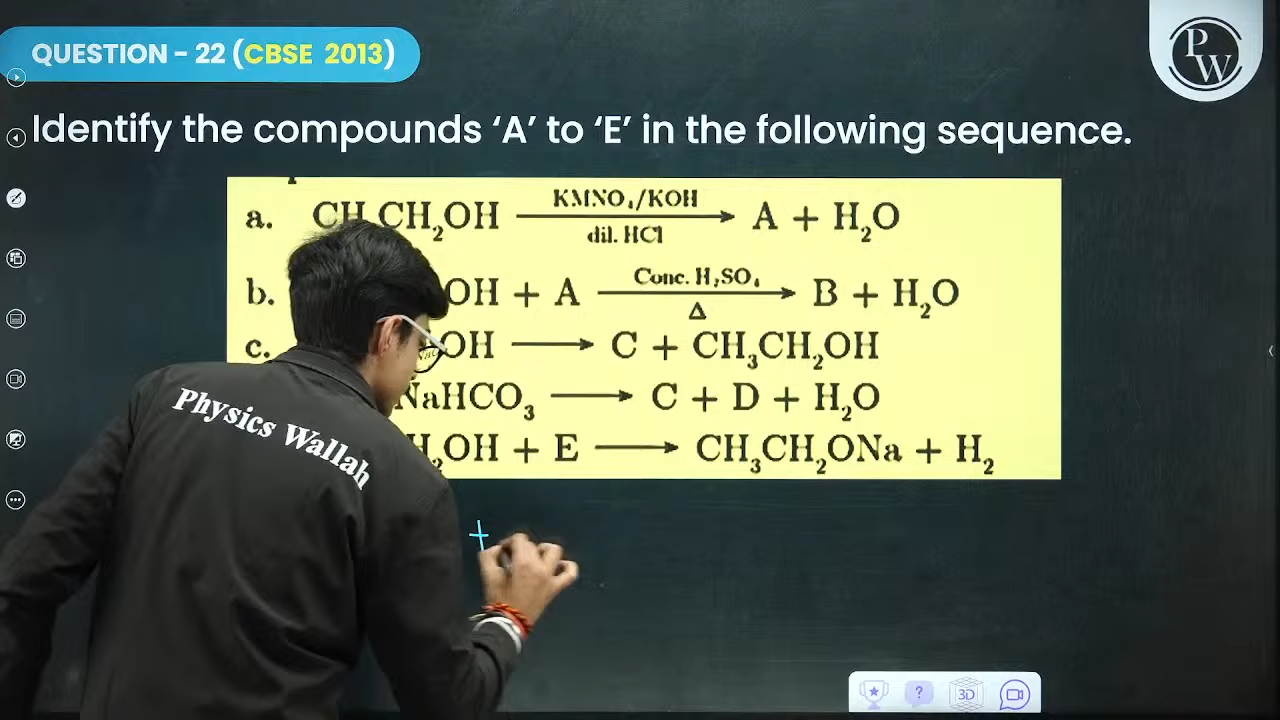 QUESTION - 22 (CBSE 2013)
PW
Identify the compounds ‘A’ to ‘E’ in the following sequence.
KMNO₄/KOH
a. CH CH₂OH ⟶ A + H₂O
dil. HCl
Conc. H₂SO₄
b. OH + A ⟶ B + H₂O
Δ
c. OH ⟶ C + CH₃CH₂OH
NaHCO₃ ⟶ C + D + H₂O
H₂OH + E ⟶ CH₃CH₂ONa + H₂
Physics Wallah
+
?
3D